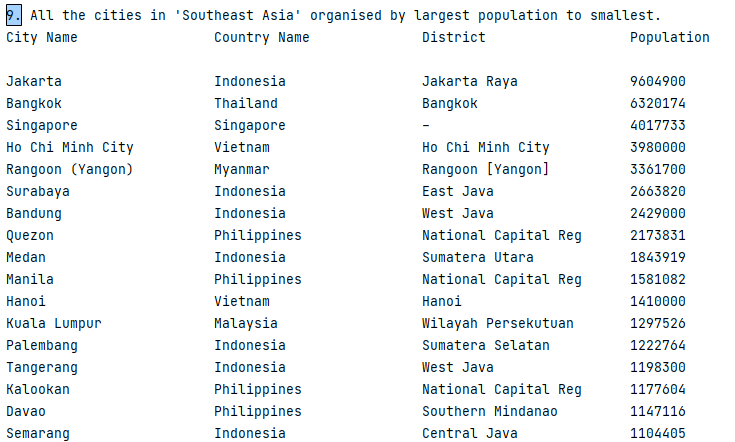 9. All the cities in 'Southeast Asia' organised by largest population to smallest.
City Name Country Name District Population
Jakarta Indonesia Jakarta Raya 9604900
Bangkok Thailand Bangkok 6320174
Singapore Singapore – 4017733
Ho Chi Minh City Vietnam Ho Chi Minh City 3980000
Rangoon (Yangon) Myanmar Rangoon [Yangon] 3361700
Surabaya Indonesia East Java 2663820
Bandung Indonesia West Java 2429000
Quezon Philippines National Capital Reg 2173831
Medan Indonesia Sumatera Utara 1843919
Manila Philippines National Capital Reg 1581082
Hanoi Vietnam Hanoi 1410000
Kuala Lumpur Malaysia Wilayah Persekutuan 1297526
Palembang Indonesia Sumatera Selatan 1222764
Tangerang Indonesia West Java 1198300
Kalookan Philippines National Capital Reg 1177604
Davao Philippines Southern Mindanao 1147116
Semarang Indonesia Central Java 1104405